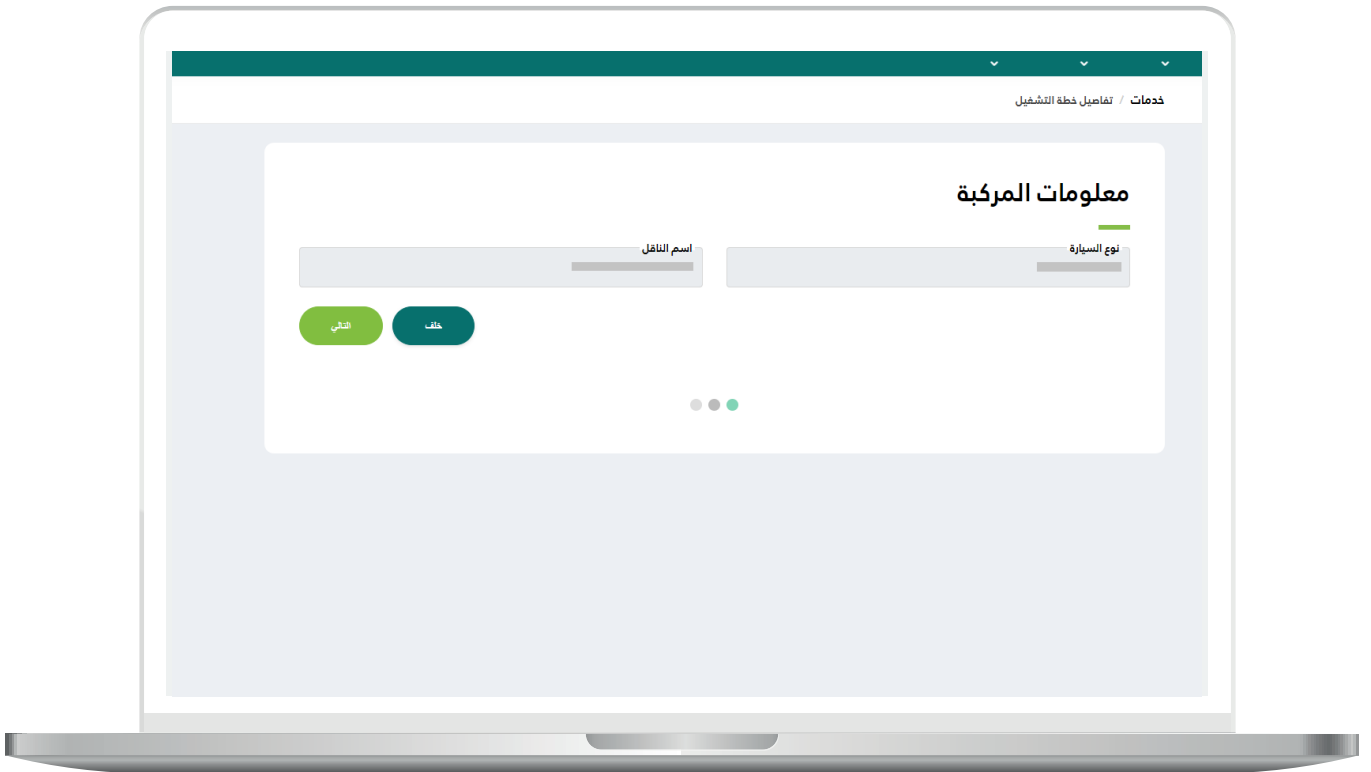 خدمات / تفاصيل خطة التشغيل
معلومات المركبة
نوع السيارة
اسم الناقل
خلف
التالي